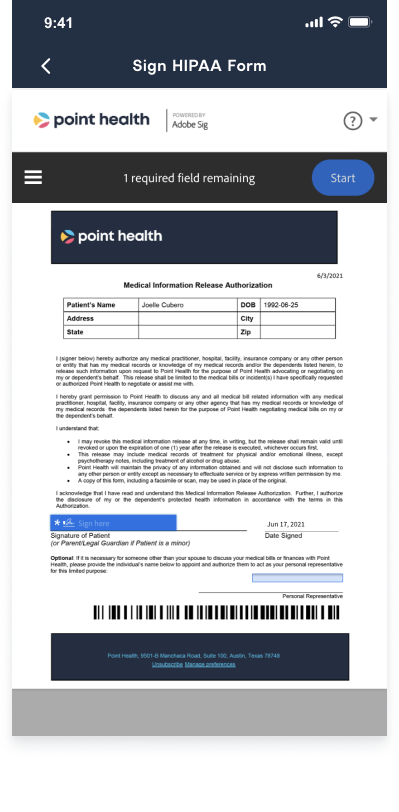 9:41
Sign HIPAA Form
point health
POWERED BY
Adobe Sig
?
1 required field remaining
Start
point health
6/3/2021
Medical Information Release Authorization
Patient's Name Joelle Cubero DOB 1992-06-25
Address City
State Zip
I (signer below) hereby authorize any medical practitioner, hospital, facility, insurance company or any other person
or entity that has my medical records or knowledge of my medical records and/or the dependents listed herein, to
release such information upon request to Point Health for the purpose of Point Health advocating or negotiating on
my or dependent's behalf. This release shall be limited to the medical bills or incident(s) I have specifically requested
or authorized Point Health to negotiate or assist me with.
I hereby grant permission to Point Health to discuss any and all medical bill related information with any medical
practitioner, hospital, facility, insurance company or any other agency that has my medical records or knowledge of
my medical records the dependents listed herein for the purpose of Point Health negotiating medical bills on my or
the dependent's behalf.
I understand that:
• I may revoke this medical information release at any time, in writing, but the release shall remain valid until
revoked or upon the expiration of one (1) year after the release is executed, whichever occurs first.
• This release may include medical records of treatment for physical and/or emotional illness, except
psychotherapy notes, including treatment of alcohol or drug abuse.
• Point Health will maintain the privacy of any information obtained and will not disclose such information to
any other person or entity except as necessary to effectuate service or by express written permission by me.
• A copy of this form, including a facsimile or scan, may be used in place of the original.
I acknowledge that I have read and understand this Medical Information Release Authorization. Further, I authorize
the disclosure of my or the dependent's protected health information in accordance with the terms in this
Authorization.
* Sign here
Jun 17, 2021
Signature of Patient Date Signed
(or Parent/Legal Guardian if Patient is a minor)
Optional: If it is necessary for someone other than your spouse to discuss your medical bills or finances with Point
Health, please provide the individual's name below to appoint and authorize them to act as your personal representative
for this limited purpose:
Personal Representative
Point Health, 9501-B Manchaca Road, Suite 100, Austin, Texas 78748
Unsubscribe Manage preferences